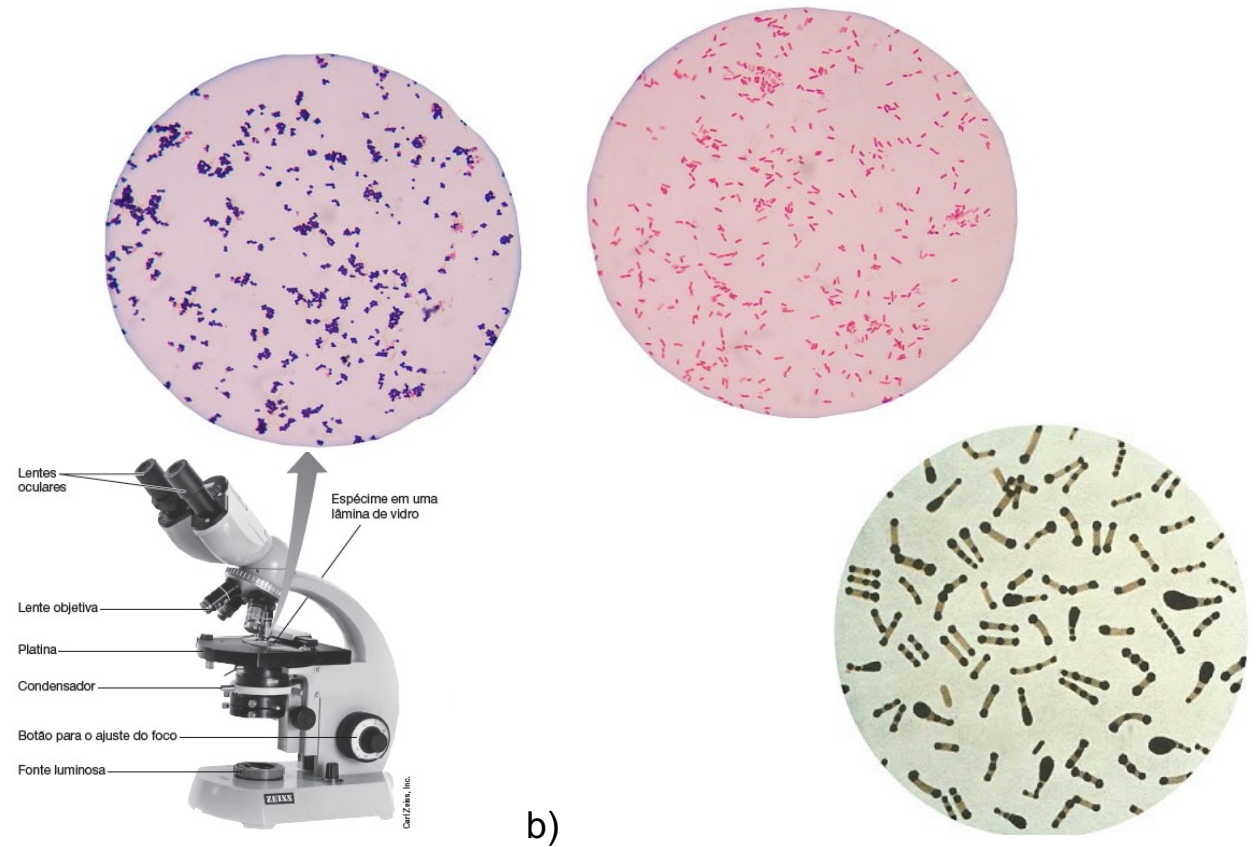 Lentes
oculares
Espécime em uma
lâmina de vidro
Lente objetiva
Platina
Condensador
Botão para o ajuste do foco
Fonte luminosa
ZEISS
Carl Zeiss, Inc.
b)